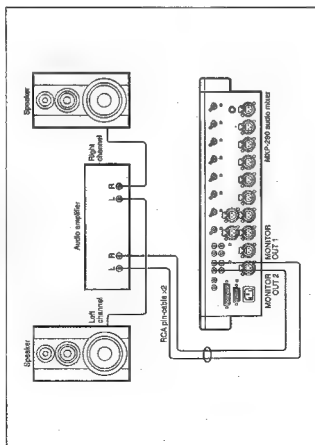 Speaker
Right
channel
Audio amplifier
L
R
L
R
Left
channel
Speaker
RCA pin-cable x2
MONITOR
OUT 1
MONITOR
OUT 2
MDP-290 audio mixer